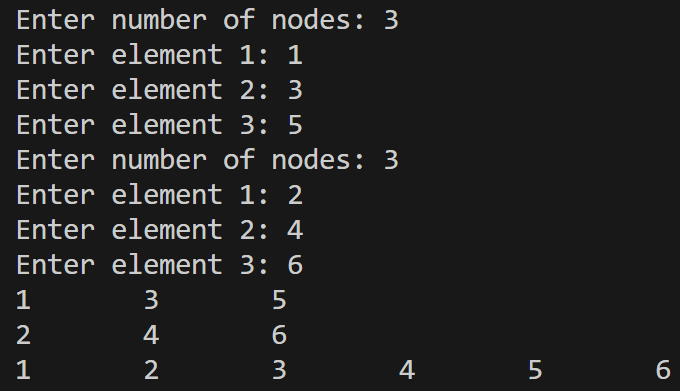 Enter number of nodes: 3
Enter element 1: 1
Enter element 2: 3
Enter element 3: 5
Enter number of nodes: 3
Enter element 1: 2
Enter element 2: 4
Enter element 3: 6
1	3	5
2	4	6
1	2	3	4	5	6